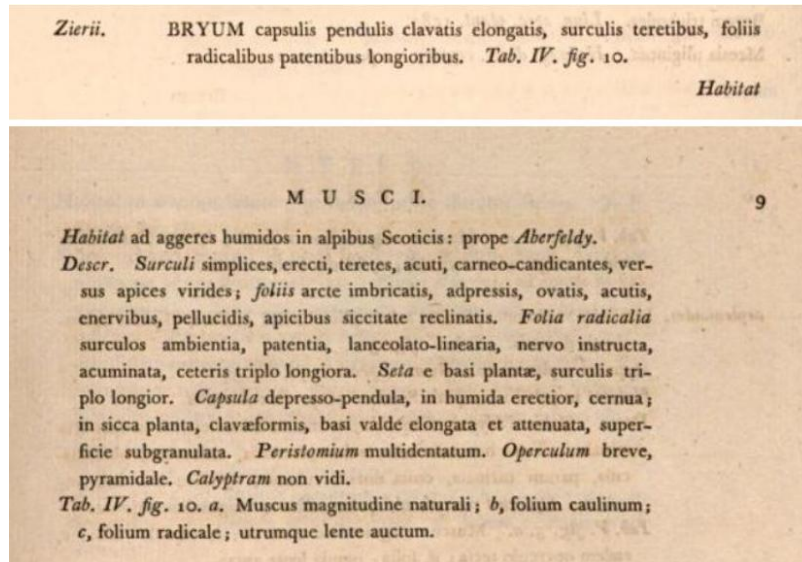 Zierii. BRYUM capsulis pendulis clavatis elongatis, surculis teretibus, foliis
radicalibus patentibus longioribus. Tab. IV. fig. 10.
Habitat
MUSCI. 9
Habitat ad aggeres humidos in alpibus Scoticis: prope Aberfeldy.
Descr. Surculi simplices, erecti, teretes, acuti, carneo-candicantes, ver-
sus apices virides; foliis arcte imbricatis, adpressis, ovatis, acutis,
enervibus, pellucidis, apicibus siccitate reclinatis. Folia radicalia
surculos ambientia, patentia, lanceolato-linearia, nervo instructa,
acuminata, ceteris triplo longiora. Seta e basi plantæ, surculis tri-
plo longior. Capsula depresso-pendula, in humida erectior, cernua;
in sicca planta, clavæformis, basi valde elongata et attenuata, super-
ficie subgranulata. Peristomium multidentatum. Operculum breve,
pyramidale. Calyptram non vidi.
Tab. IV. fig. 10. a. Muscus magnitudine naturali; b, folium caulinum;
c, folium radicale; utrumque lente auctum.